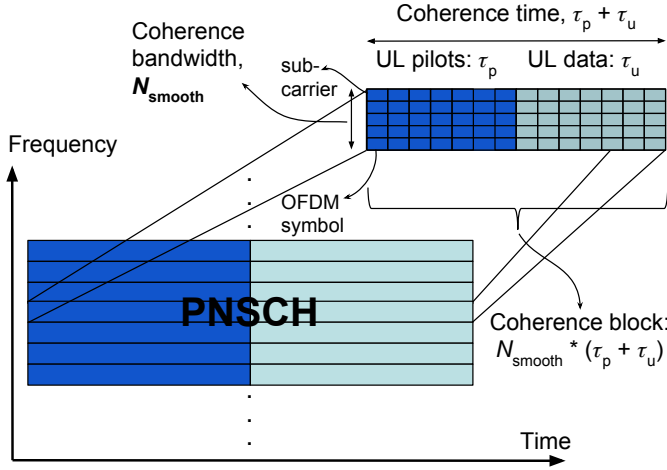 Coherence time, τp + τu
Coherence
bandwidth,
Nsmooth
sub-
carrier
UL pilots: τp
UL data: τu
Frequency
OFDM
symbol
PNSCH
Coherence block:
Nsmooth * (τp + τu)
Time